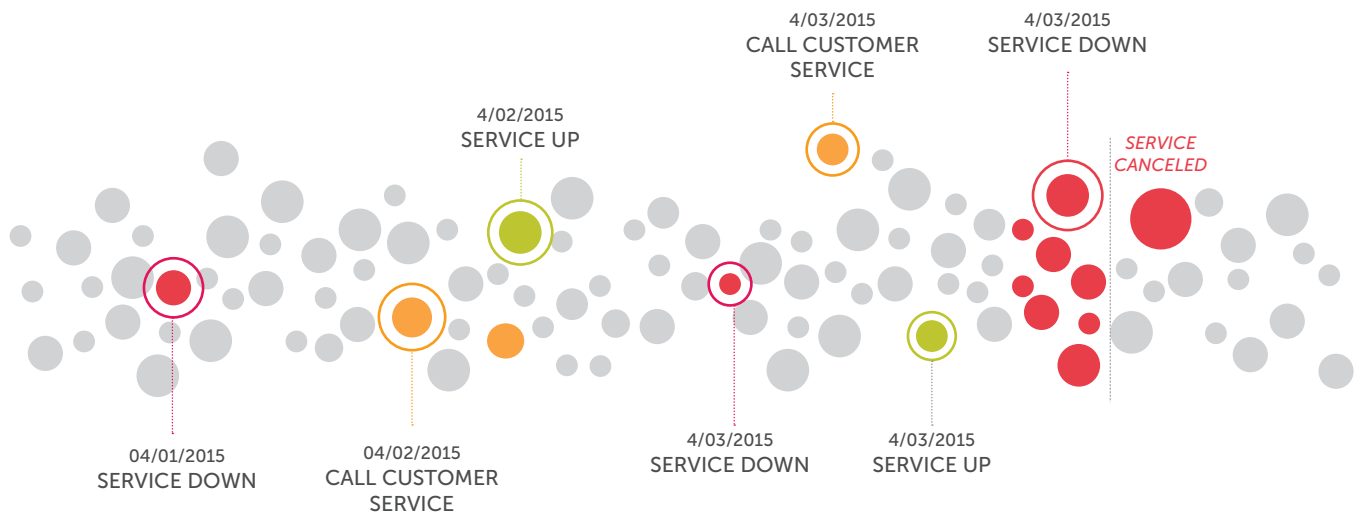 4/03/2015
CALL CUSTOMER
SERVICE
4/03/2015
SERVICE DOWN
4/02/2015
SERVICE UP
SERVICE
CANCELED
04/01/2015
SERVICE DOWN
04/02/2015
CALL CUSTOMER
SERVICE
4/03/2015
SERVICE DOWN
4/03/2015
SERVICE UP